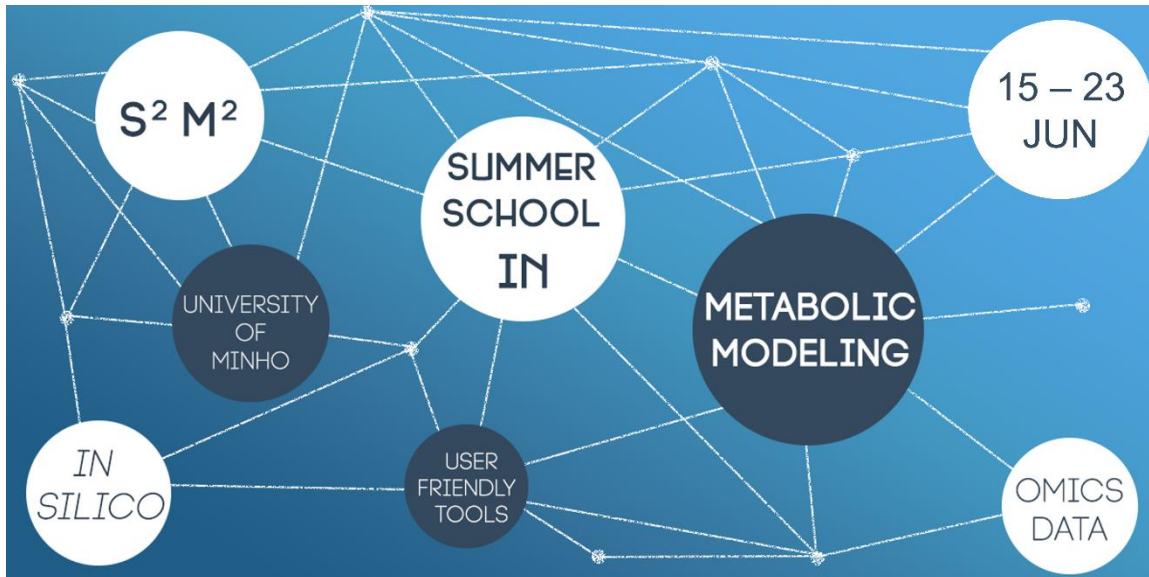 S² M²
SUMMER
SCHOOL
IN
METABOLIC
MODELING
15 – 23
JUN
UNIVERSITY
OF
MINHO
IN
SILICO
USER
FRIENDLY
TOOLS
OMICS
DATA